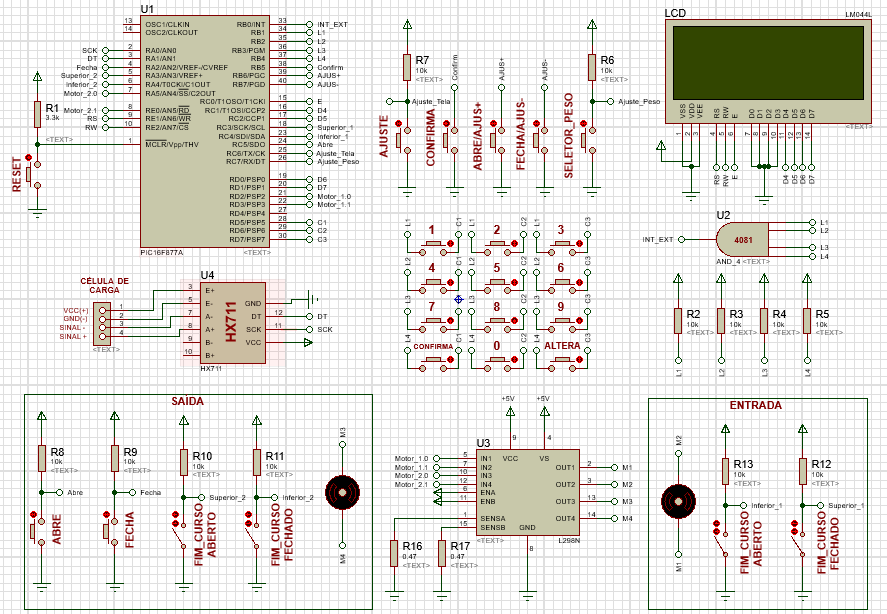 U1
13 OSC1/CLKIN
14 OSC2/CLKOUT
SCK 2 RA0/AN0
DT 3 RA1/AN1
Fecha 4 RA2/AN2/VREF-/CVREF
Superior_2 5 RA3/AN3/VREF+
Inferior_2 6 RA4/T0CKI/C1OUT
Motor_2.0 7 RA5/AN4/SS/C2OUT
Motor_2.1 8 RE0/AN5/RD
RS 9 RE1/AN6/WR
RW 10 RE2/AN7/CS
1 MCLR/Vpp/THV
RB0/INT 33 INT_EXT
RB1 34 L1
RB2 35 L2
RB3/PGM 36 L3
RB4 37 L4
RB5 38 Confirm
RB6/PGC 39 AJUS+
RB7/PGD 40 AJUS-
RC0/T1OSO/T1CKI 15 E
RC1/T1OSI/CCP2 16 D4
RC2/CCP1 17 D5
RC3/SCK/SCL 18 Superior_1
RC4/SDI/SDA 23 Inferior_1
RC5/SDO 24 Abre
RC6/TX/CK 25 Ajuste_Tela
RC7/RX/DT 26 Ajuste_Peso
RD0/PSP0 19 D6
RD1/PSP1 20 D7
RD2/PSP2 21 Motor_1.0
RD3/PSP3 22 Motor_1.1
RD4/PSP4 27
RD5/PSP5 28 C1
RD6/PSP6 29 C2
RD7/PSP7 30 C3
PIC16F877A <TEXT>
R1
3.3k
<TEXT>
RESET
R7
10k
<TEXT>
Ajuste_Tela
Confirm
AJUS+
AJUS-
R6
10k
<TEXT>
Ajuste_Peso
AJUSTE
CONFIRMA
ABRE/AJUS+
FECHA/AJUS-
SELETOR_PESO
LCD
LM044L
<TEXT>
VSS VDD VEE RS RW E D0 D1 D2 D3 D4 D5 D6 D7
1 2 3 4 5 6 7 8 9 10 11 12 13 14
RS RW E D4 D5 D6 D7
L1 1 C1 L1 2 C2 L1 3 C3
L2 4 C1 L2 5 C2 L2 6 C3
L3 7 C1 L3 8 C2 L3 9 C3
L4 CONFIRMA C1 L4 0 C2 L4 ALTERA C3
U2
INT_EXT
4081
AND_4 <TEXT>
L1
L2
L3
L4
R2
10k
<TEXT>
L1
R3
10k
<TEXT>
L2
R4
10k
<TEXT>
L3
R5
10k
<TEXT>
L4
CÉLULA DE
CARGA
VCC(+) 1
GND(-) 2
SINAL - 3
SINAL + 4
<TEXT>
U4
3 E+
5 E-
7 A-
8 A+
9 B-
10 B+
HX711
GND
DT 12 DT
SCK 11 SCK
VCC
HX711
SAÍDA
R8
10k
<TEXT>
Abre
ABRE
R9
10k
<TEXT>
Fecha
FECHA
R10
10k
<TEXT>
Superior_2
FIM_CURSO
ABERTO
R11
10k
<TEXT>
Inferior_2
FIM_CURSO
FECHADO
M3
M4
+5V +5V
U3
9 4
VCC VS
Motor_1.0 5 IN1
Motor_1.1 7 IN2
Motor_2.0 10 IN3
Motor_2.1 12 IN4
6 ENA
11 ENB
1 SENSA
15 SENSB
OUT1 2 M1
OUT2 3 M2
OUT3 13 M3
OUT4 14 M4
GND
8
<TEXT>
L298N
R16
0.47
<TEXT>
R17
0.47
<TEXT>
ENTRADA
M2
M1
R13
10k
<TEXT>
Inferior_1
FIM_CURSO
ABERTO
R12
10k
<TEXT>
Superior_1
FIM_CURSO
FECHADO